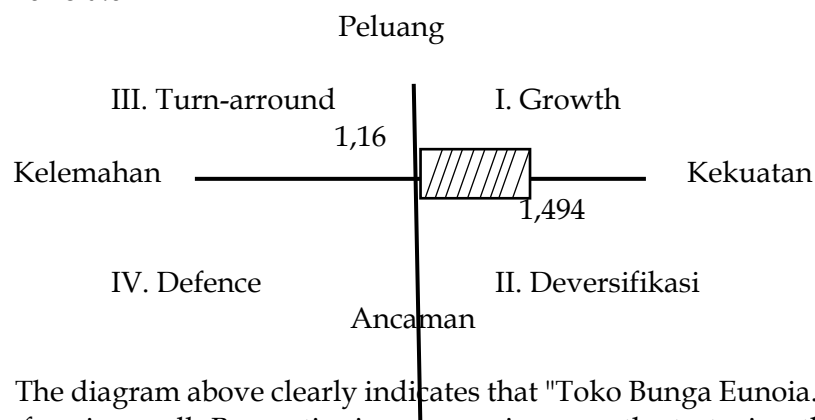 Peluang
III. Turn-arround I. Growth
1,16
Kelemahan Kekuatan
1,494
IV. Defence II. Deversifikasi
Ancaman
The diagram above clearly indicates that "Toko Bunga Eunoia.